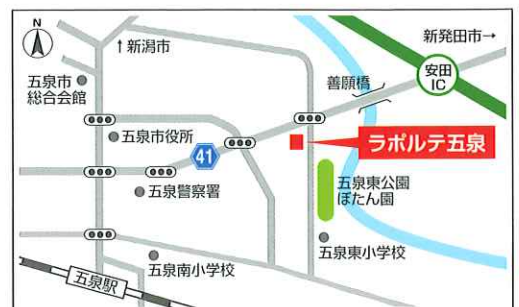 N
↑新潟市
新発田市→
安田
IC
善願橋
五泉市
総合会館
五泉市役所
41
ラポルテ五泉
五泉警察署
五泉東公園
ぼたん園
五泉東小学校
五泉南小学校
五泉駅